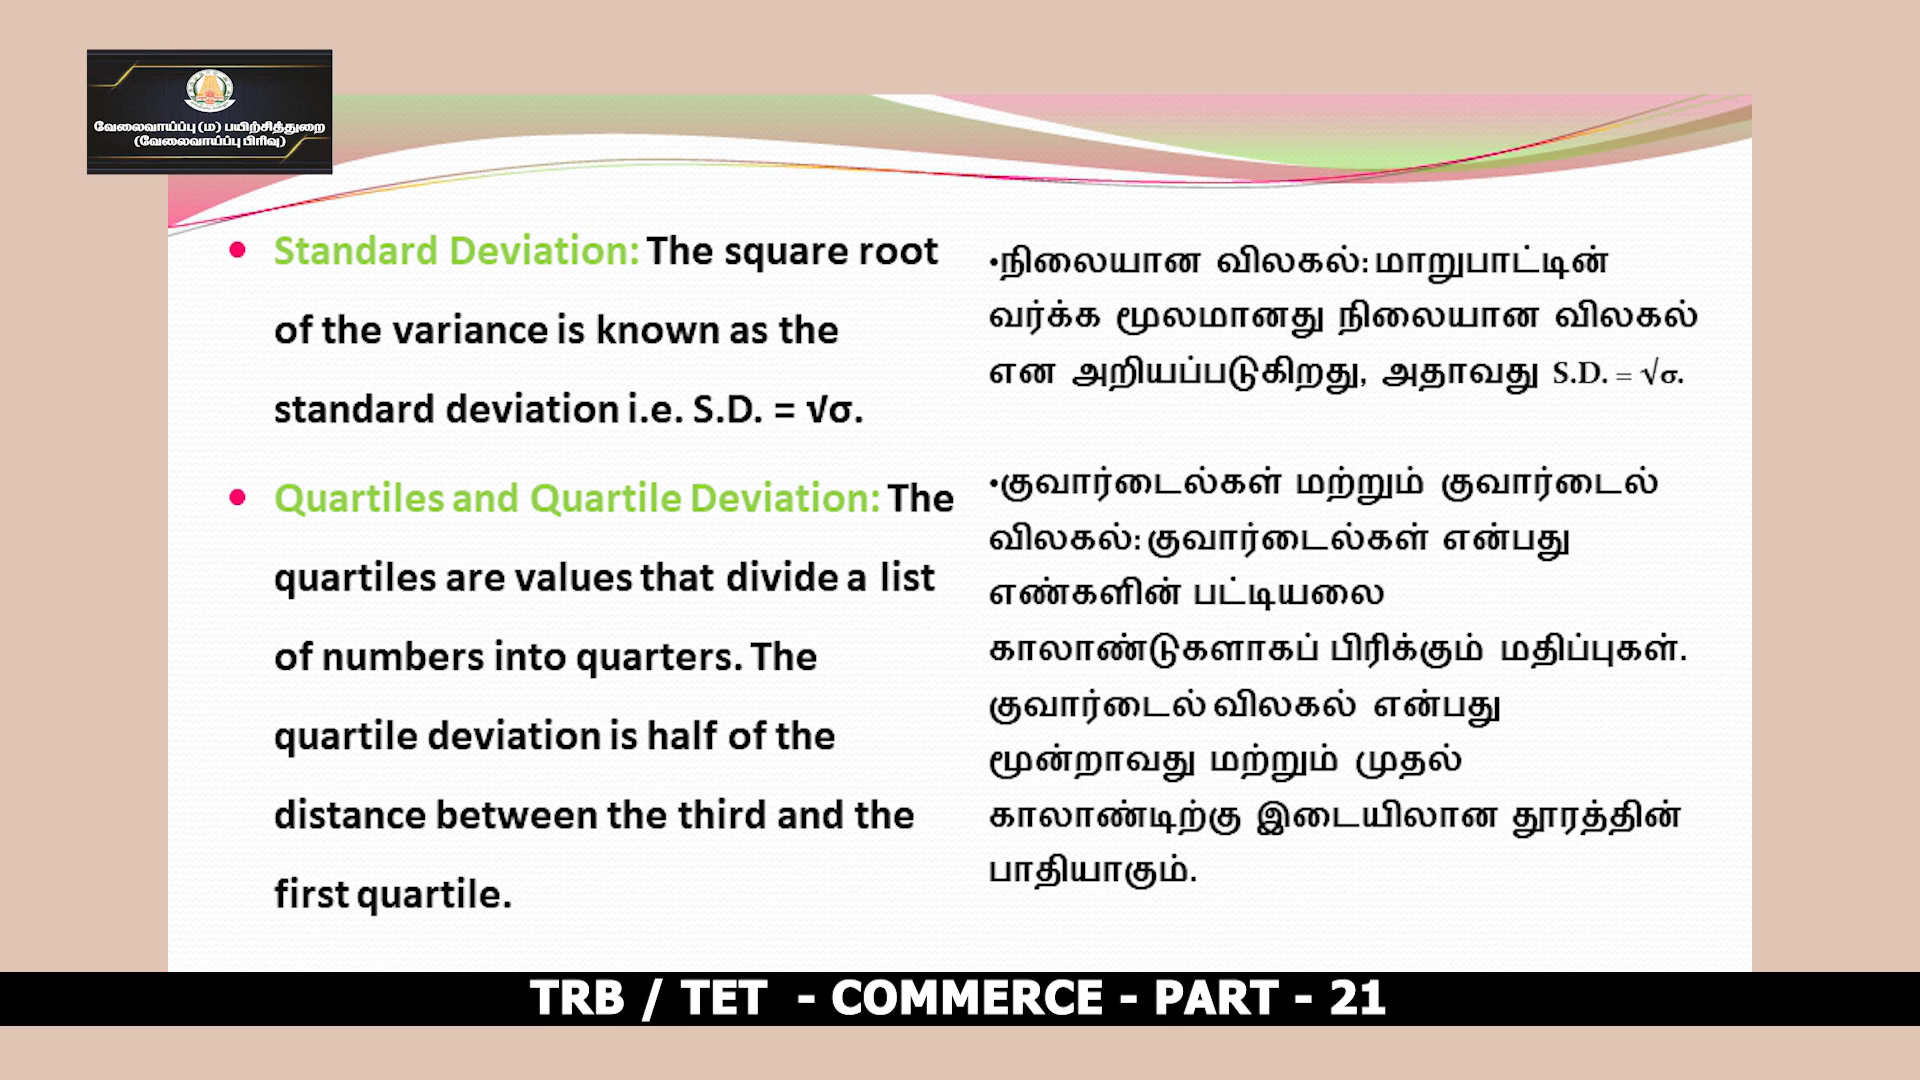 வேலைவாய்ப்பு (ம) பயிற்சித்துறை
(வேலைவாய்ப்பு பிரிவு)
• Standard Deviation: The square root
of the variance is known as the
standard deviation i.e. S.D. = √σ.
• Quartiles and Quartile Deviation: The
quartiles are values that divide a list
of numbers into quarters. The
quartile deviation is half of the
distance between the third and the
first quartile.
•நிலையான விலகல்: மாறுபாட்டின்
வர்க்க மூலமானது நிலையான விலகல்
என அறியப்படுகிறது, அதாவது S.D. = √σ.
•குவார்டைல்கள் மற்றும் குவார்டைல்
விலகல்: குவார்டைல்கள் என்பது
எண்களின் பட்டியலை
காலாண்டுகளாகப் பிரிக்கும் மதிப்புகள்.
குவார்டைல் விலகல் என்பது
மூன்றாவது மற்றும் முதல்
காலாண்டிற்கு இடையிலான தூரத்தின்
பாதியாகும்.
TRB / TET - COMMERCE - PART - 21